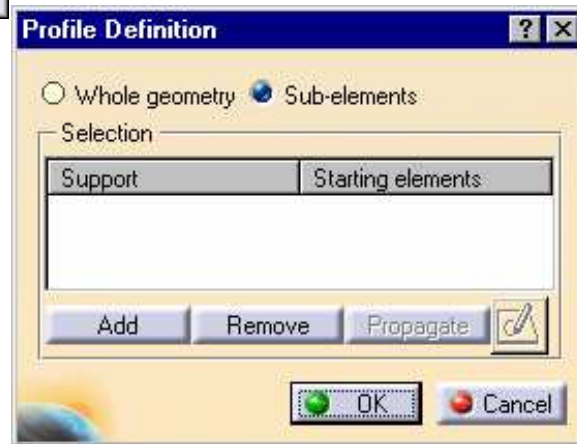 Profile Definition
Whole geometry Sub-elements
Selection
Support Starting elements
Add Remove Propagate
OK Cancel